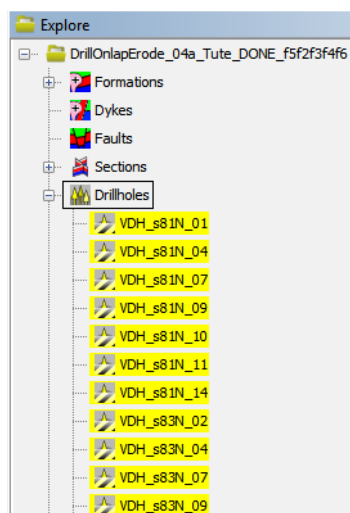 Explore
DrillOnlapErode_04a_Tute_DONE_f5f2f3f4f6
Formations
Dykes
Faults
Sections
Drillholes
VDH_s81N_01
VDH_s81N_04
VDH_s81N_07
VDH_s81N_09
VDH_s81N_10
VDH_s81N_11
VDH_s81N_14
VDH_s83N_02
VDH_s83N_04
VDH_s83N_07
VDH_s83N_09